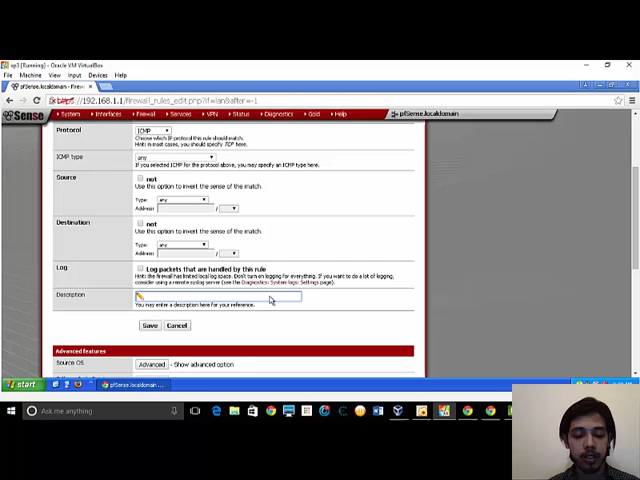 xp3 [Running] - Oracle VM VirtualBox
File Machine View Input Devices Help
pfSense.localdomain - Firew
https://192.168.1.1/firewall_rules_edit.php?if=lan&after=-1
Sense System Interfaces Firewall Services VPN Status Diagnostics Gold Help pfSense.localdomain
Protocol ICMP
Choose which IP protocol this rule should match.
Hint: in most cases, you should specify TCP here.
ICMP type any
If you selected ICMP for the protocol above, you may specify an ICMP type here.
Source not
Use this option to invert the sense of the match.
Type: any
Address: /
Destination not
Use this option to invert the sense of the match.
Type: any
Address: /
Log Log packets that are handled by this rule
Hint: the firewall has limited local log space. Don't turn on logging for everything. If you want to do a lot of logging,
consider using a remote syslog server (see the Diagnostics: System logs: Settings page).
Description
You may enter a description here for your reference.
Save Cancel
Advanced features
Source OS Advanced - Show advanced option
start pfSense.localdomain
Ask me anything